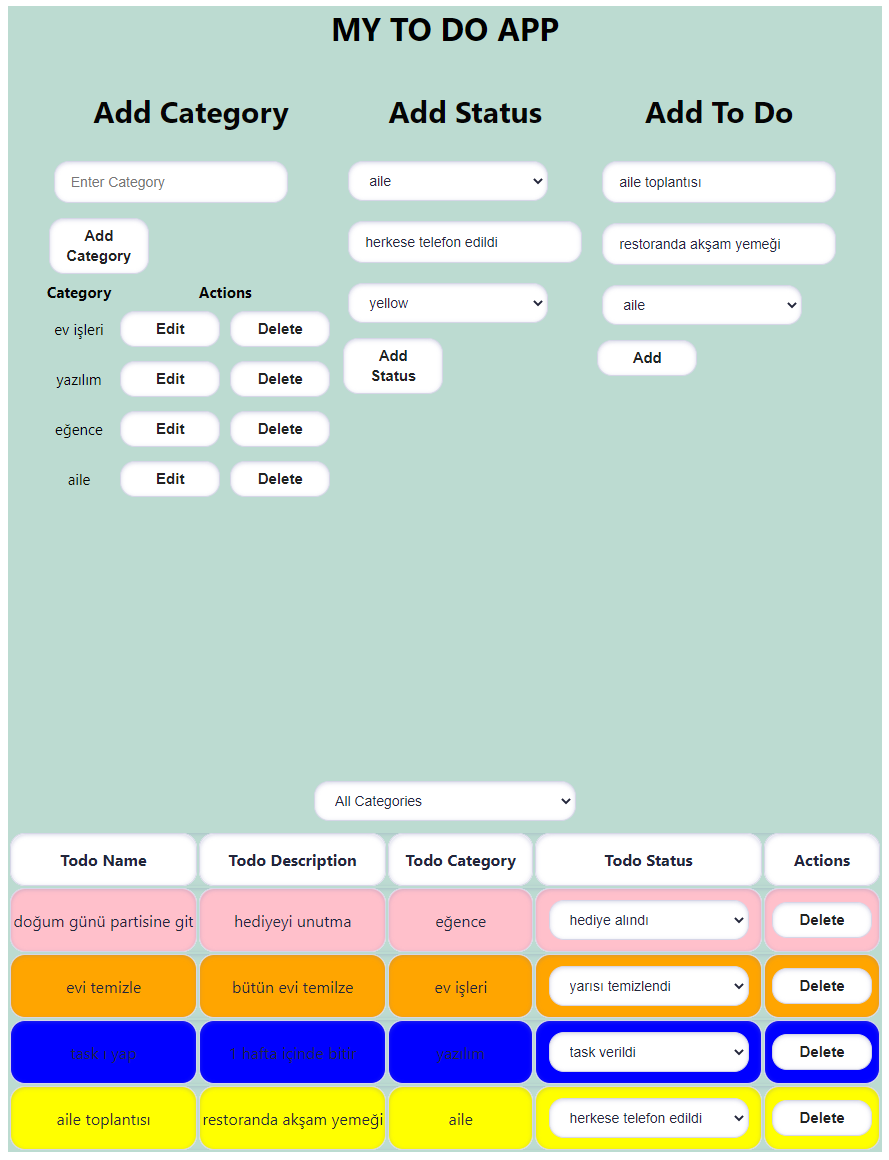 MY TO DO APP
Add Category
Enter Category
Add
Category
Category Actions
ev işleri Edit Delete
yazılım Edit Delete
eğence Edit Delete
aile Edit Delete
Add Status
aile
herkese telefon edildi
yellow
Add
Status
Add To Do
aile toplantısı
restoranda akşam yemeği
aile
Add
All Categories
Todo Name Todo Description Todo Category Todo Status Actions
doğum günü partisine git hediyeyi unutma eğence hediye alındı Delete
evi temizle bütün evi temilze ev işleri yarısı temizlendi Delete
yap 1 hafta içinde yazılım task verildi Delete
aile toplantısı restoranda akşam yemeği aile herkese telefon edildi Delete